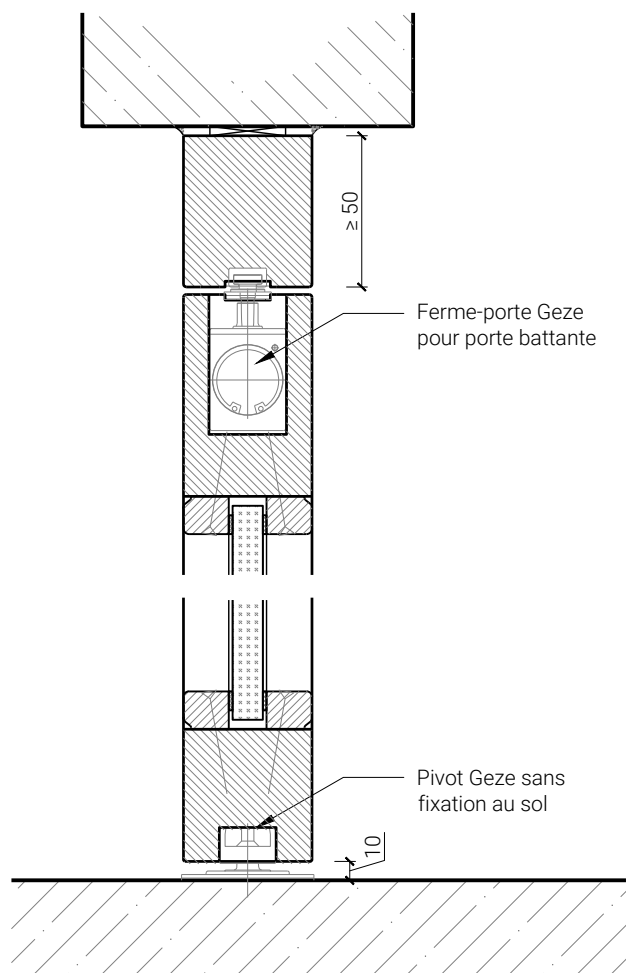 ≥ 50
Ferme-porte Geze
pour porte battante
Pivot Geze sans
fixation au sol
10